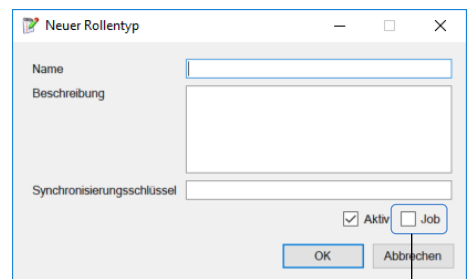 Neuer Rollentyp
Name
Beschreibung
Synchronisierungsschlüssel
Aktiv Job
OK Abbrechen